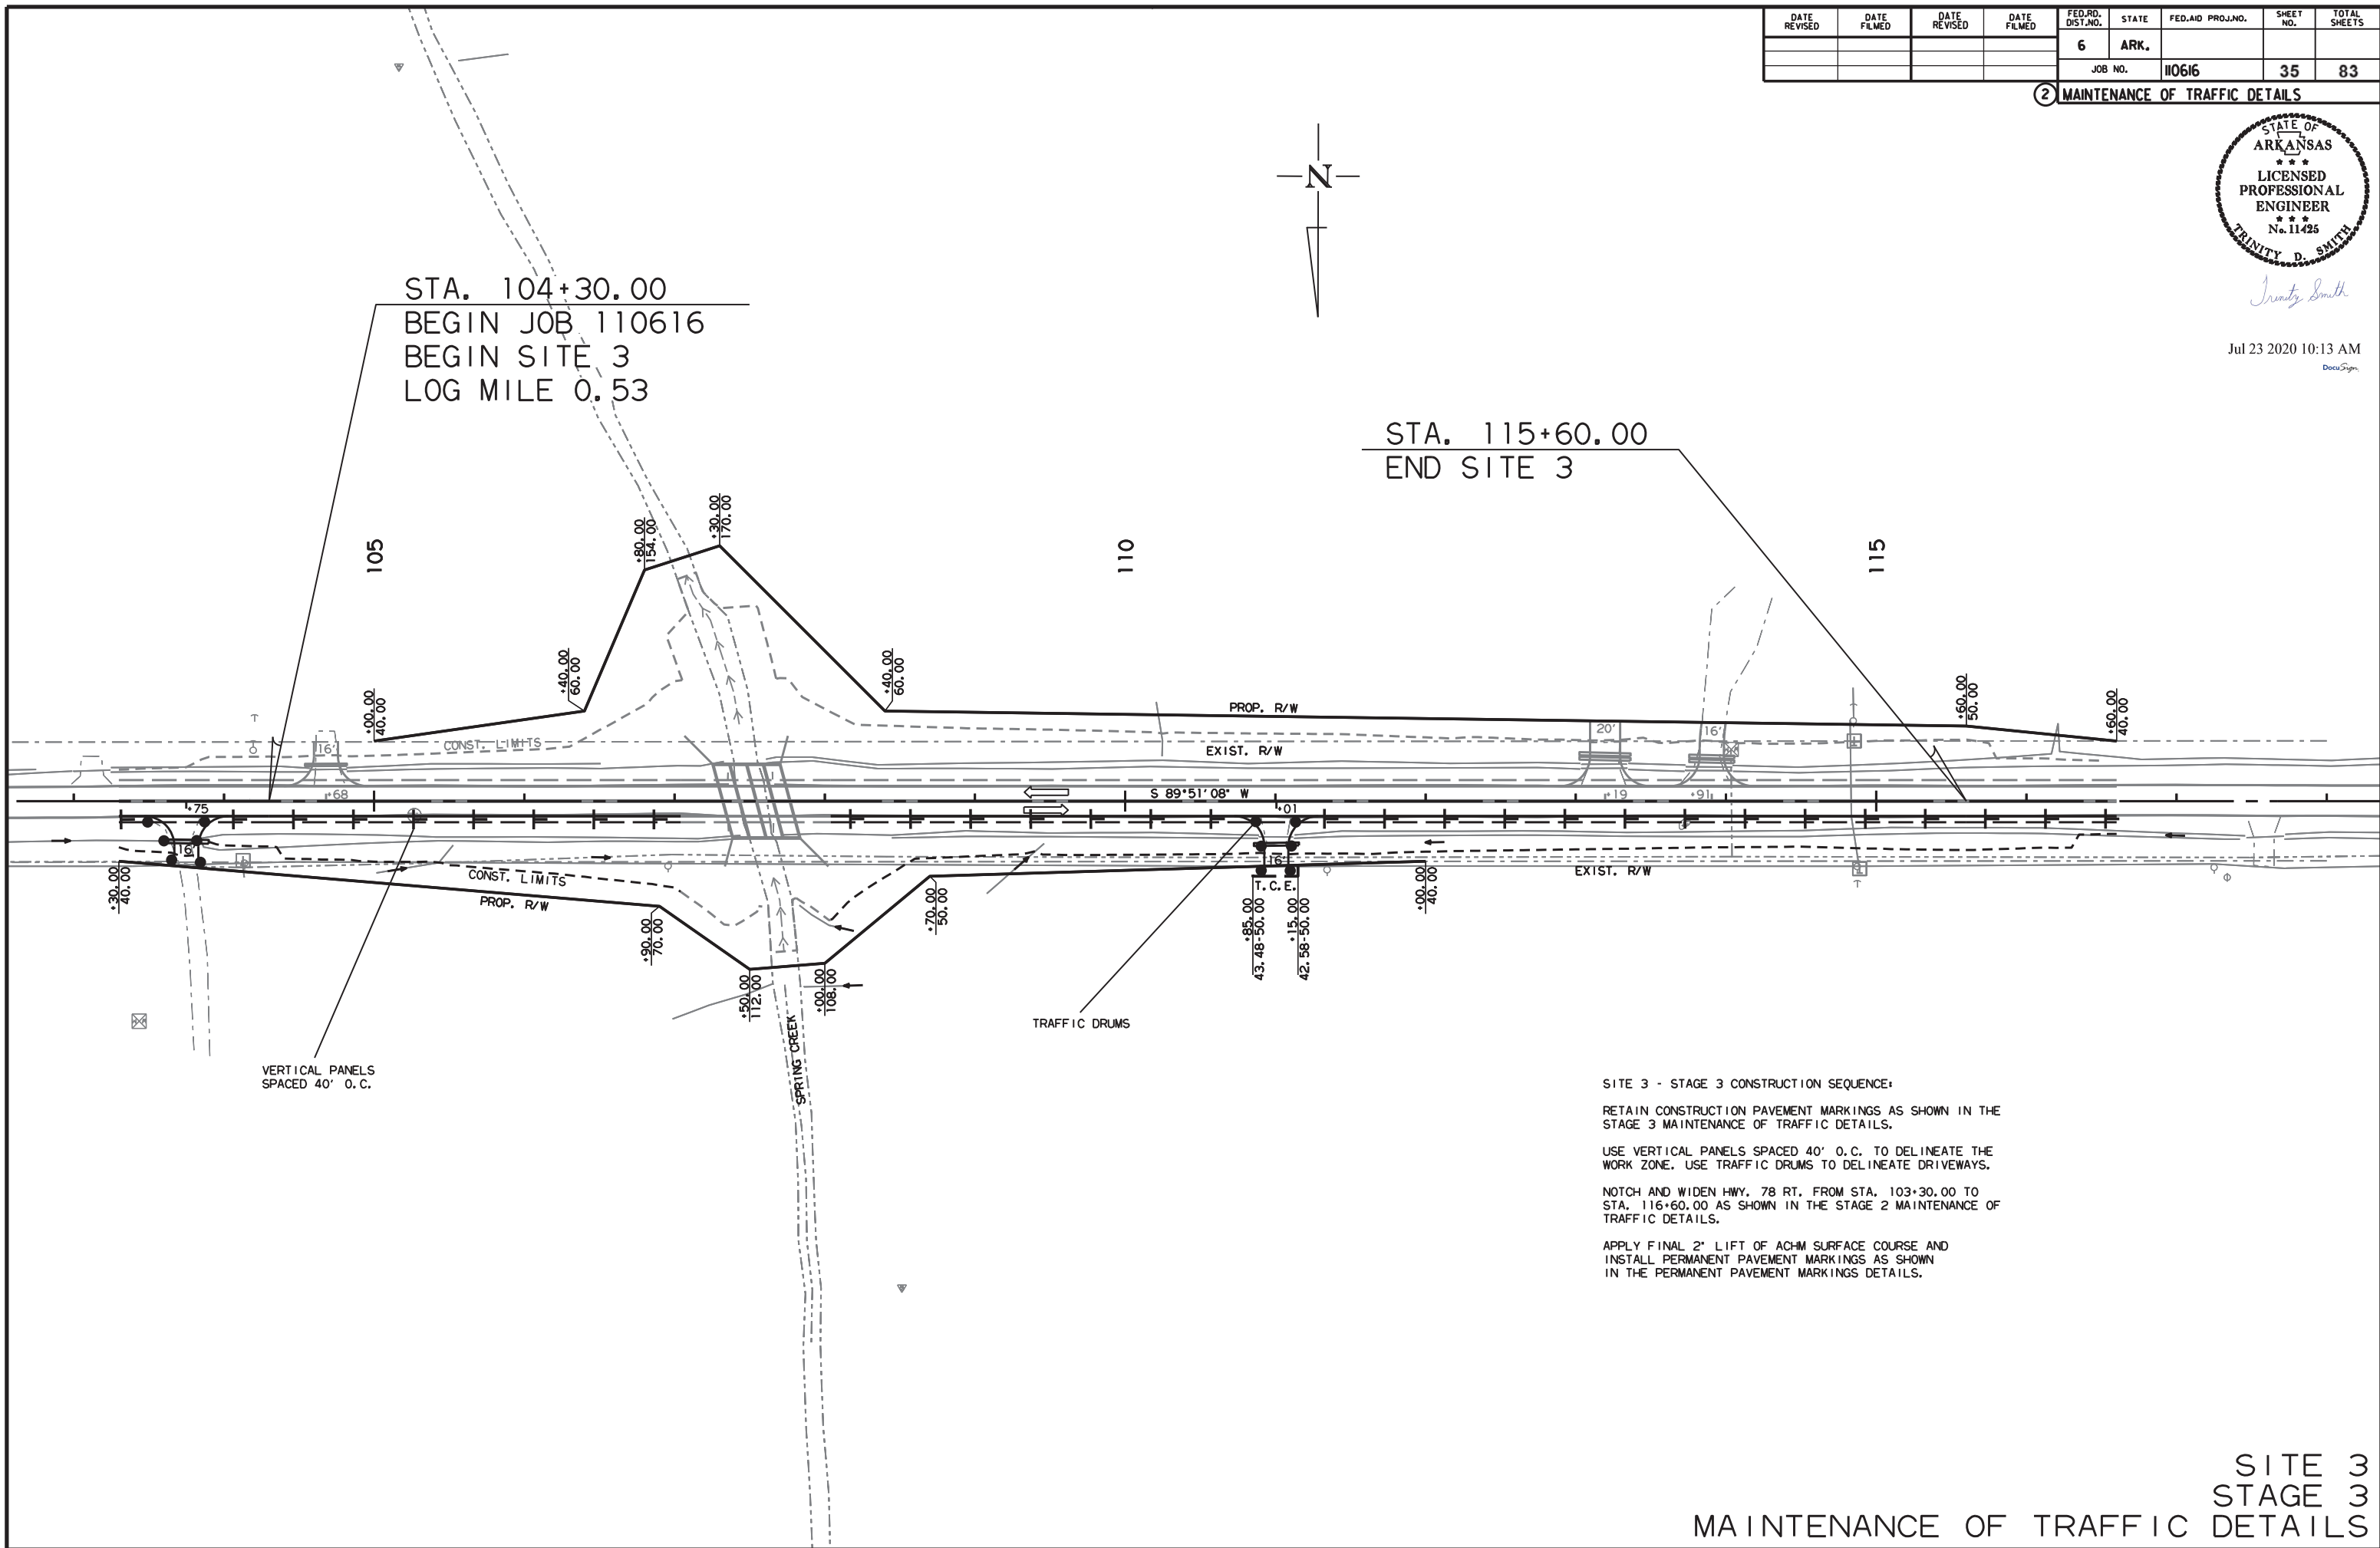 DATE REVISED
DATE FILMED
DATE REVISED
DATE FILMED
FED.RD. DIST.NO.
STATE
FED.AID PROJ.NO.
SHEET NO.
TOTAL SHEETS
6
ARK.
JOB NO.
110616
35
83
2 MAINTENANCE OF TRAFFIC DETAILS
STATE OF
ARKANSAS
* * *
LICENSED
PROFESSIONAL
ENGINEER
* * *
No. 11425
TRINITY D. SMITH
Trinity Smith
Jul 23 2020 10:13 AM
DocuSign
N
STA. 104+30.00
BEGIN JOB 110616
BEGIN SITE 3
LOG MILE 0.53
STA. 115+60.00
END SITE 3
105
110
115
+80.00
154.00
+30.00
170.00
+00.00
40.00
+40.00
60.00
+40.00
60.00
+60.00
50.00
+60.00
40.00
PROP. R/W
CONST. LIMITS
EXIST. R/W
16'
20'
16'
+68
+75
S 89°51'08" W
+01
+19
+91
16'
16'
CONST. LIMITS
PROP. R/W
T.C.E.
EXIST. R/W
+30.00
40.00
+90.00
70.00
+50.00
112.00
+00.00
108.00
+70.00
50.00
+85.00
43.48-50.00
+15.00
42.58-50.00
+00.00
40.00
SPRING CREEK
TRAFFIC DRUMS
VERTICAL PANELS
SPACED 40' O.C.
SITE 3 - STAGE 3 CONSTRUCTION SEQUENCE:
RETAIN CONSTRUCTION PAVEMENT MARKINGS AS SHOWN IN THE
STAGE 3 MAINTENANCE OF TRAFFIC DETAILS.
USE VERTICAL PANELS SPACED 40' O.C. TO DELINEATE THE
WORK ZONE. USE TRAFFIC DRUMS TO DELINEATE DRIVEWAYS.
NOTCH AND WIDEN HWY. 78 RT. FROM STA. 103+30.00 TO
STA. 116+60.00 AS SHOWN IN THE STAGE 2 MAINTENANCE OF
TRAFFIC DETAILS.
APPLY FINAL 2" LIFT OF ACHM SURFACE COURSE AND
INSTALL PERMANENT PAVEMENT MARKINGS AS SHOWN
IN THE PERMANENT PAVEMENT MARKINGS DETAILS.
SITE 3
STAGE 3
MAINTENANCE OF TRAFFIC DETAILS